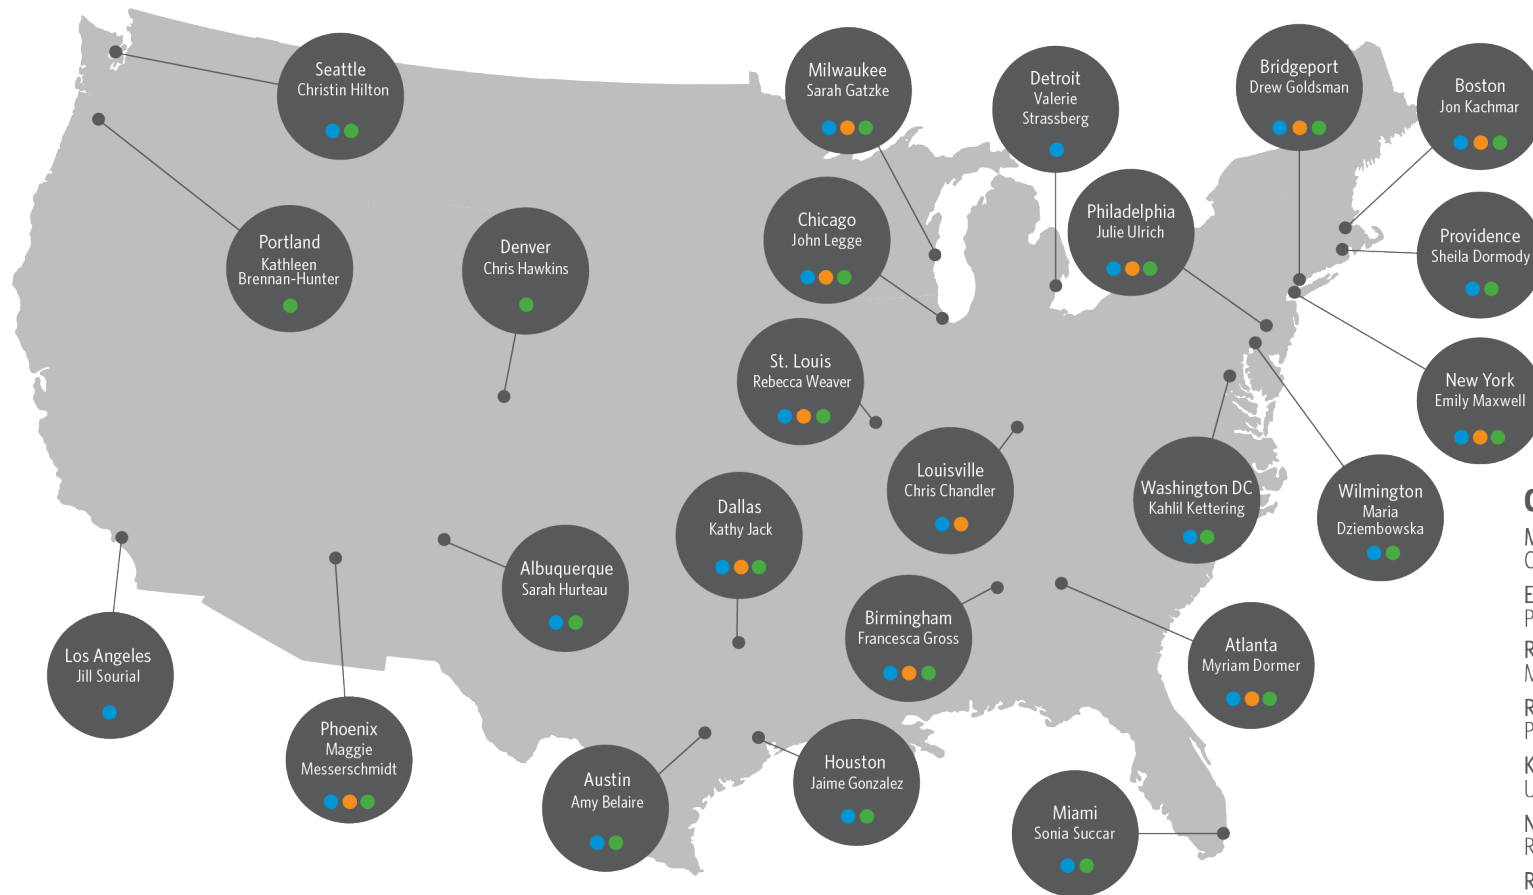 Seattle
Christin Hilton
Milwaukee
Sarah Gatzke
Detroit
Valerie
Strassberg
Bridgeport
Drew Goldsman
Boston
Jon Kachmar
Portland
Kathleen
Brennan-Hunter
Denver
Chris Hawkins
Chicago
John Legge
Philadelphia
Julie Ulrich
Providence
Sheila Dormody
St. Louis
Rebecca Weaver
New York
Emily Maxwell
Louisville
Chris Chandler
Washington DC
Kahlil Kettering
Wilmington
Maria
Dziembowska
Dallas
Kathy Jack
Albuquerque
Sarah Hurteau
Birmingham
Francesca Gross
Atlanta
Myriam Dormer
Los Angeles
Jill Sourial
Phoenix
Maggie
Messerschmidt
Austin
Amy Belaire
Houston
Jaime Gonzalez
Miami
Sonia Succar